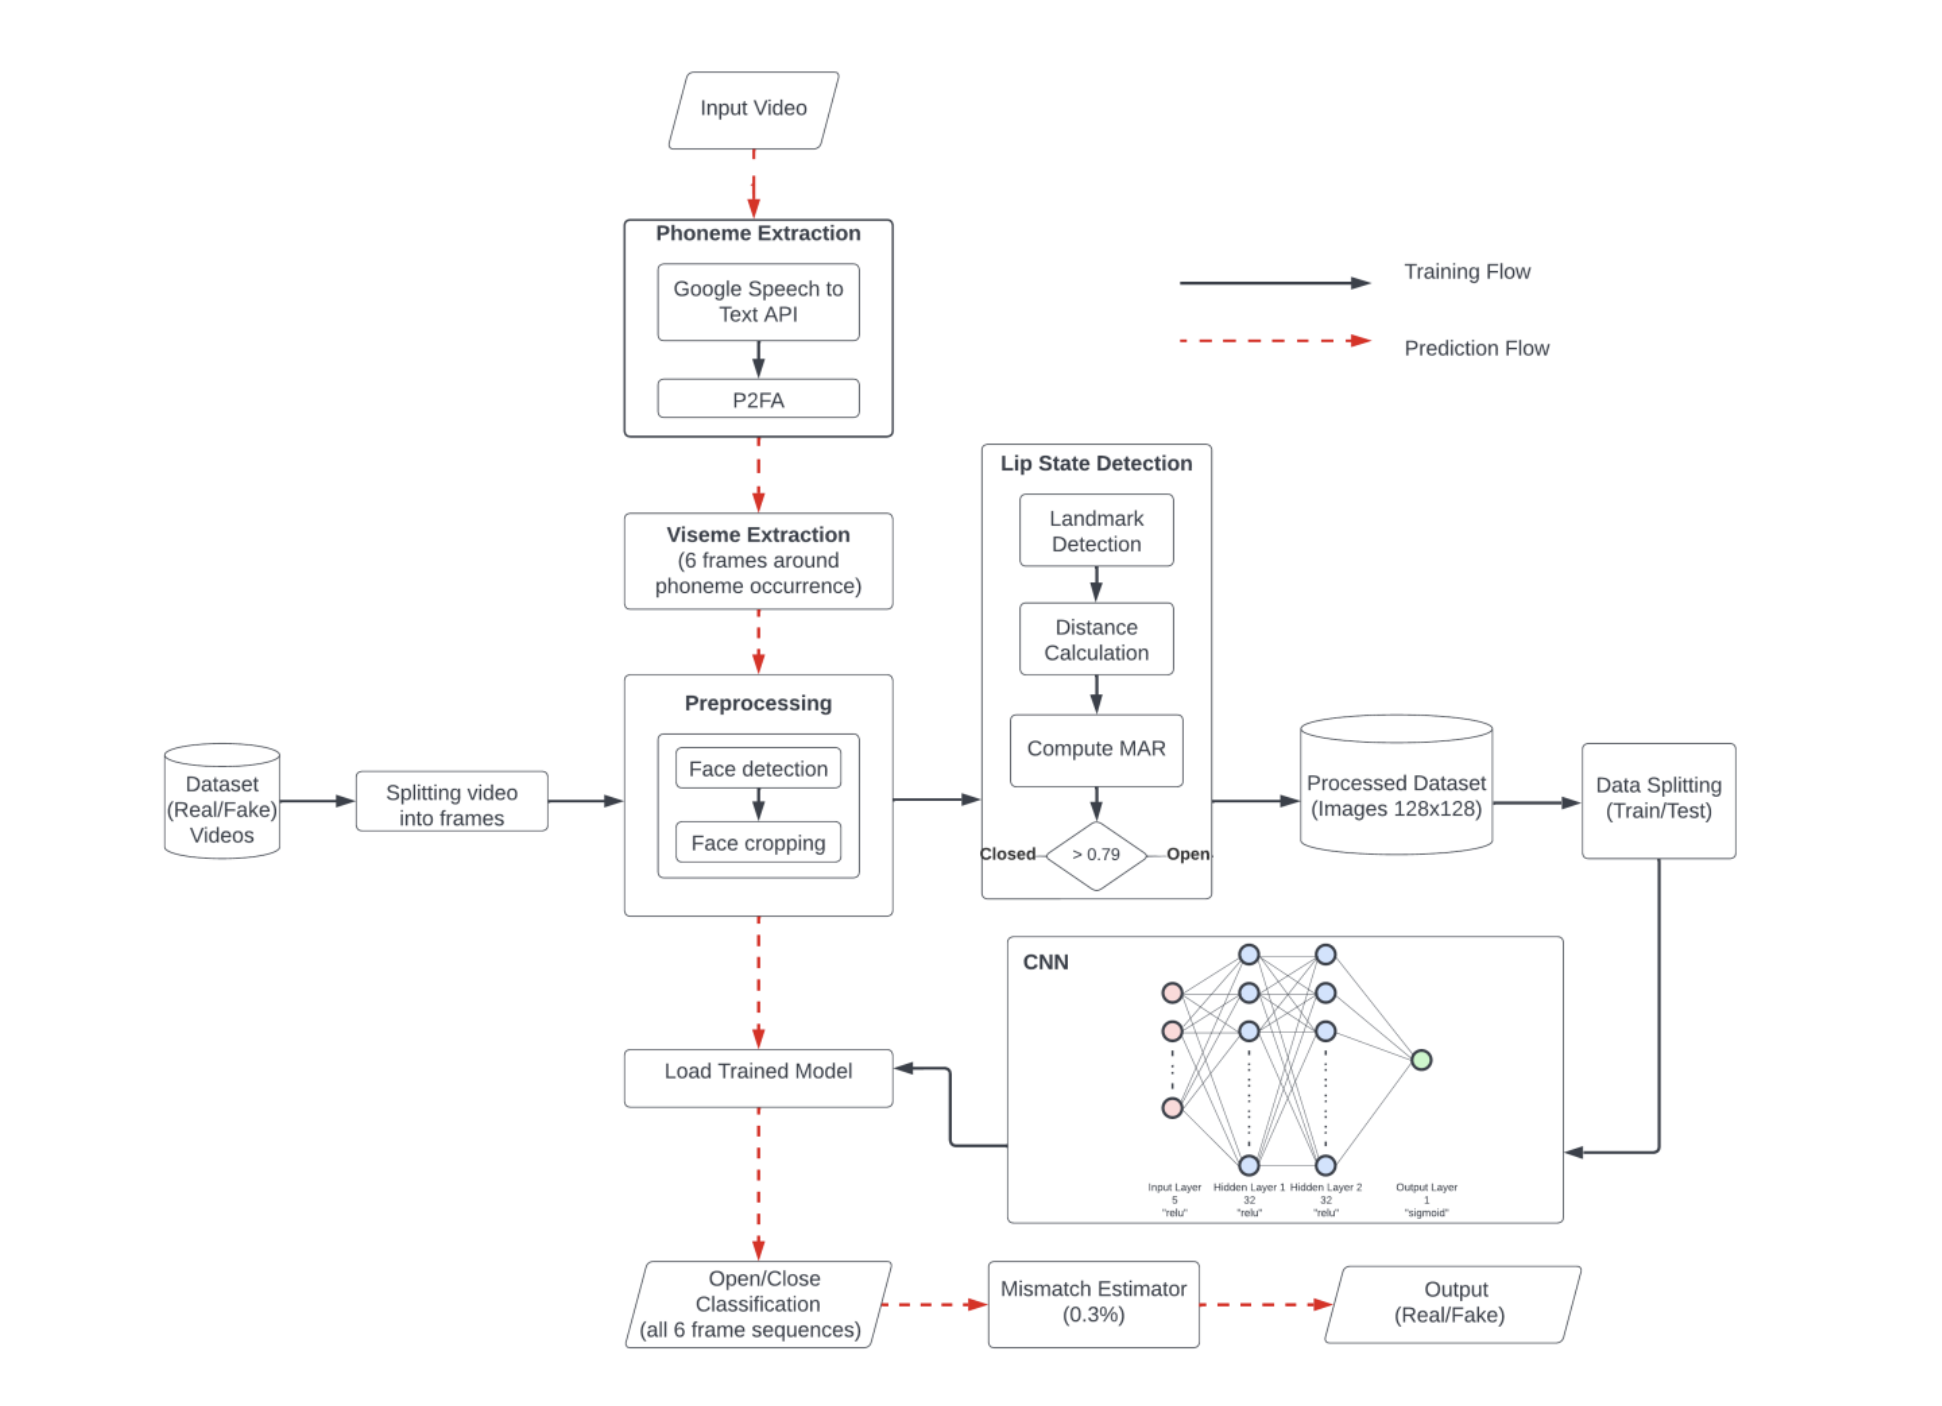 Input Video
Phoneme Extraction
Google Speech to
Text API
P2FA
Training Flow
Prediction Flow
Viseme Extraction
(6 frames around
phoneme occurrence)
Lip State Detection
Landmark
Detection
Distance
Calculation
Compute MAR
Closed
> 0.79
Open
Dataset
(Real/Fake)
Videos
Splitting video
into frames
Preprocessing
Face detection
Face cropping
Processed Dataset
(Images 128x128)
Data Splitting
(Train/Test)
CNN
Input Layer
5
"relu"
Hidden Layer 1
32
"relu"
Hidden Layer 2
32
"relu"
Output Layer
1
"sigmoid"
Load Trained Model
Open/Close
Classification
(all 6 frame sequences)
Mismatch Estimator
(0.3%)
Output
(Real/Fake)